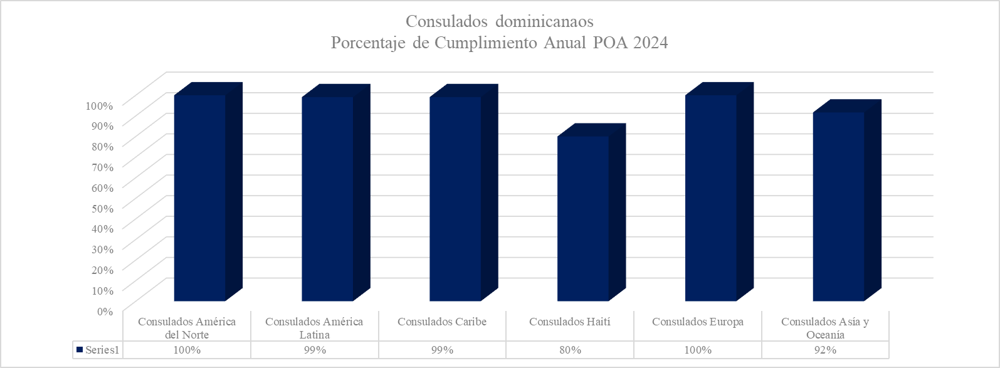 Consulados dominicanaos
Porcentaje de Cumplimiento Anual POA 2024
100%
90%
80%
70%
60%
50%
40%
30%
20%
10%
0%
Consulados América
del Norte
Consulados América
Latina
Consulados Caribe
Consulados Haití
Consulados Europa
Consulados Asía y
Oceanía
Series1 100% 99% 99% 80% 100% 92%